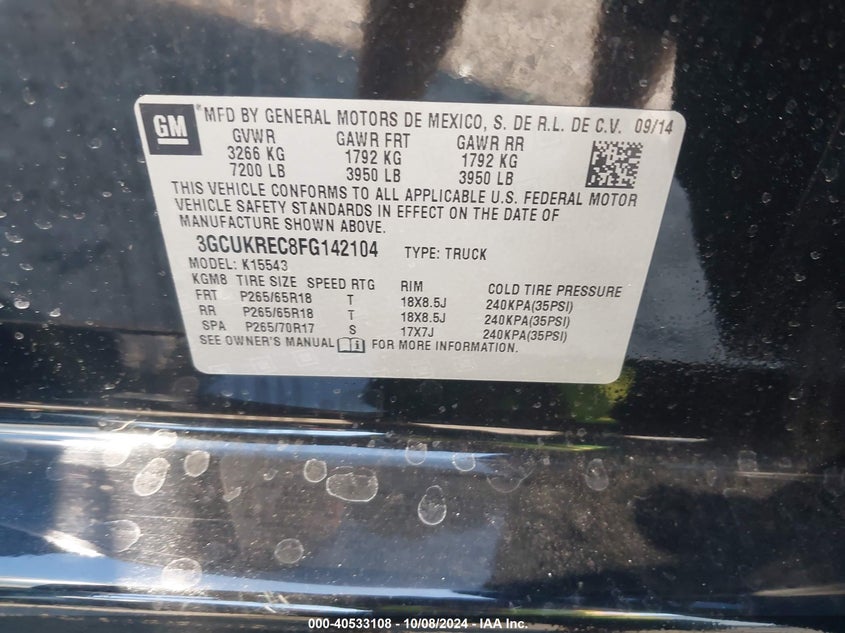 GM
*MFD BY GENERAL MOTORS DE MEXICO, S. DE R.L. DE C.V. 09/14
GVWR GAWR FRT GAWR RR
3266 KG 1792 KG 1792 KG
7200 LB 3950 LB 3950 LB
THIS VEHICLE CONFORMS TO ALL APPLICABLE U.S. FEDERAL MOTOR
VEHICLE SAFETY STANDARDS IN EFFECT ON THE DATE OF
MANUFACTURE SHOWN ABOVE.
3GCUKREC8FG142104 TYPE: TRUCK
MODEL: K15543
KGM8 TIRE SIZE SPEED RTG RIM COLD TIRE PRESSURE
FRT P265/65R18 T 18X8.5J 240KPA(35PSI)
RR P265/65R18 T 18X8.5J 240KPA(35PSI)
SPA P265/70R17 S 17X7J 240KPA(35PSI)
SEE OWNER'S MANUAL FOR MORE INFORMATION.
000-40533108 - 10/08/2024 - IAA Inc.